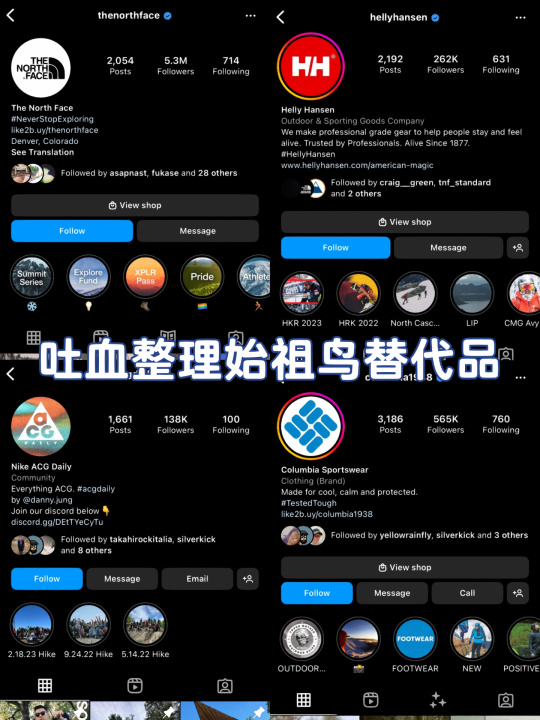 thenorthface
THE NORTH FACE
2,054 5.3M 714
Posts Followers Following
The North Face
#NeverStopExploring
like2b.uy/thenorthface
Denver, Colorado
See Translation
Followed by asapnast, fukase and 28 others
View shop
Follow Message
Summit Series
Explore Fund
XPLR Pass
Pride
Athlete
hellyhansen
HH
2,192 262K 631
Posts Followers Following
Helly Hansen
Outdoor & Sporting Goods Company
We make professional grade gear to help people stay and feel
alive. Trusted by Professionals. Alive Since 1877.
#HellyHansen
www.hellyhansen.com/american-magic
Followed by craig__green, tnf_standard
and 2 others
View shop
Follow Message
HKR 2023 HRK 2022 North Casc... LIP CMG Avy
吐血整理始祖鸟替代品
ACG
DAILY
1,661 138K 100
Posts Followers Following
Nike ACG Daily
Community
Everything ACG. #acgdaily
by @danny.jung
Join our discord below👇
discord.gg/DEtTYeCyTu
Followed by takahirockitalia, silverkick
and 8 others
Follow Message Email
2.18.23 Hike 9.24.22 Hike 5.14.22 Hike
3,186 565K 760
Posts Followers Following
Columbia Sportswear
Clothing (Brand)
Made for cool, calm and protected.
#TestedTough
like2b.uy/columbia1938
Followed by yellowrainfly, silverkick and 3 others
View shop
Follow Message Call
FOOTWEAR
OUTDOOR... FOOTWEAR NEW POSITIVE